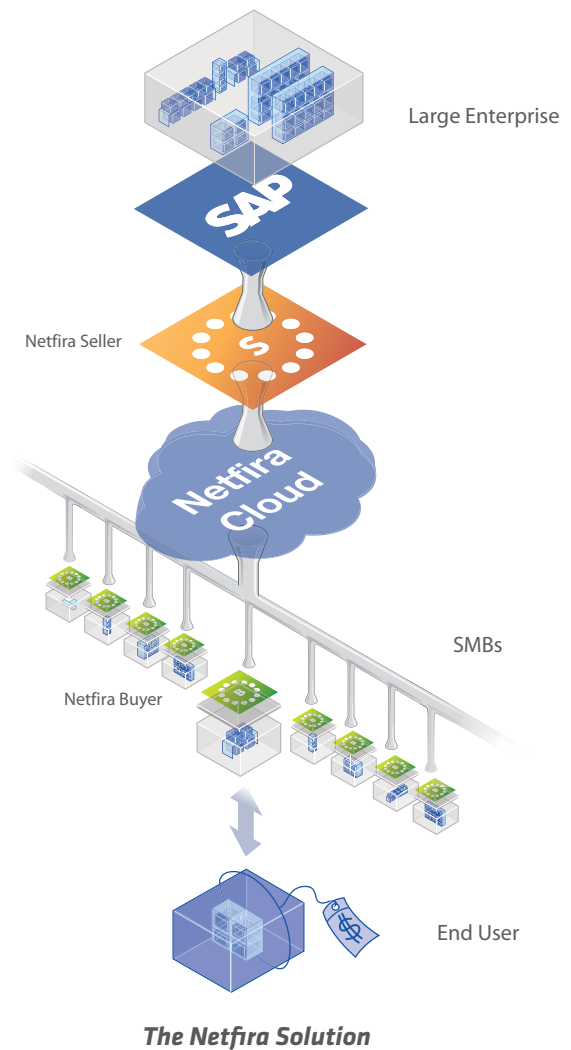 Large Enterprise
SAP
Netfira Seller
S
Netfira
Cloud
SMBs
Netfira Buyer
$
End User
The Netfira Solution